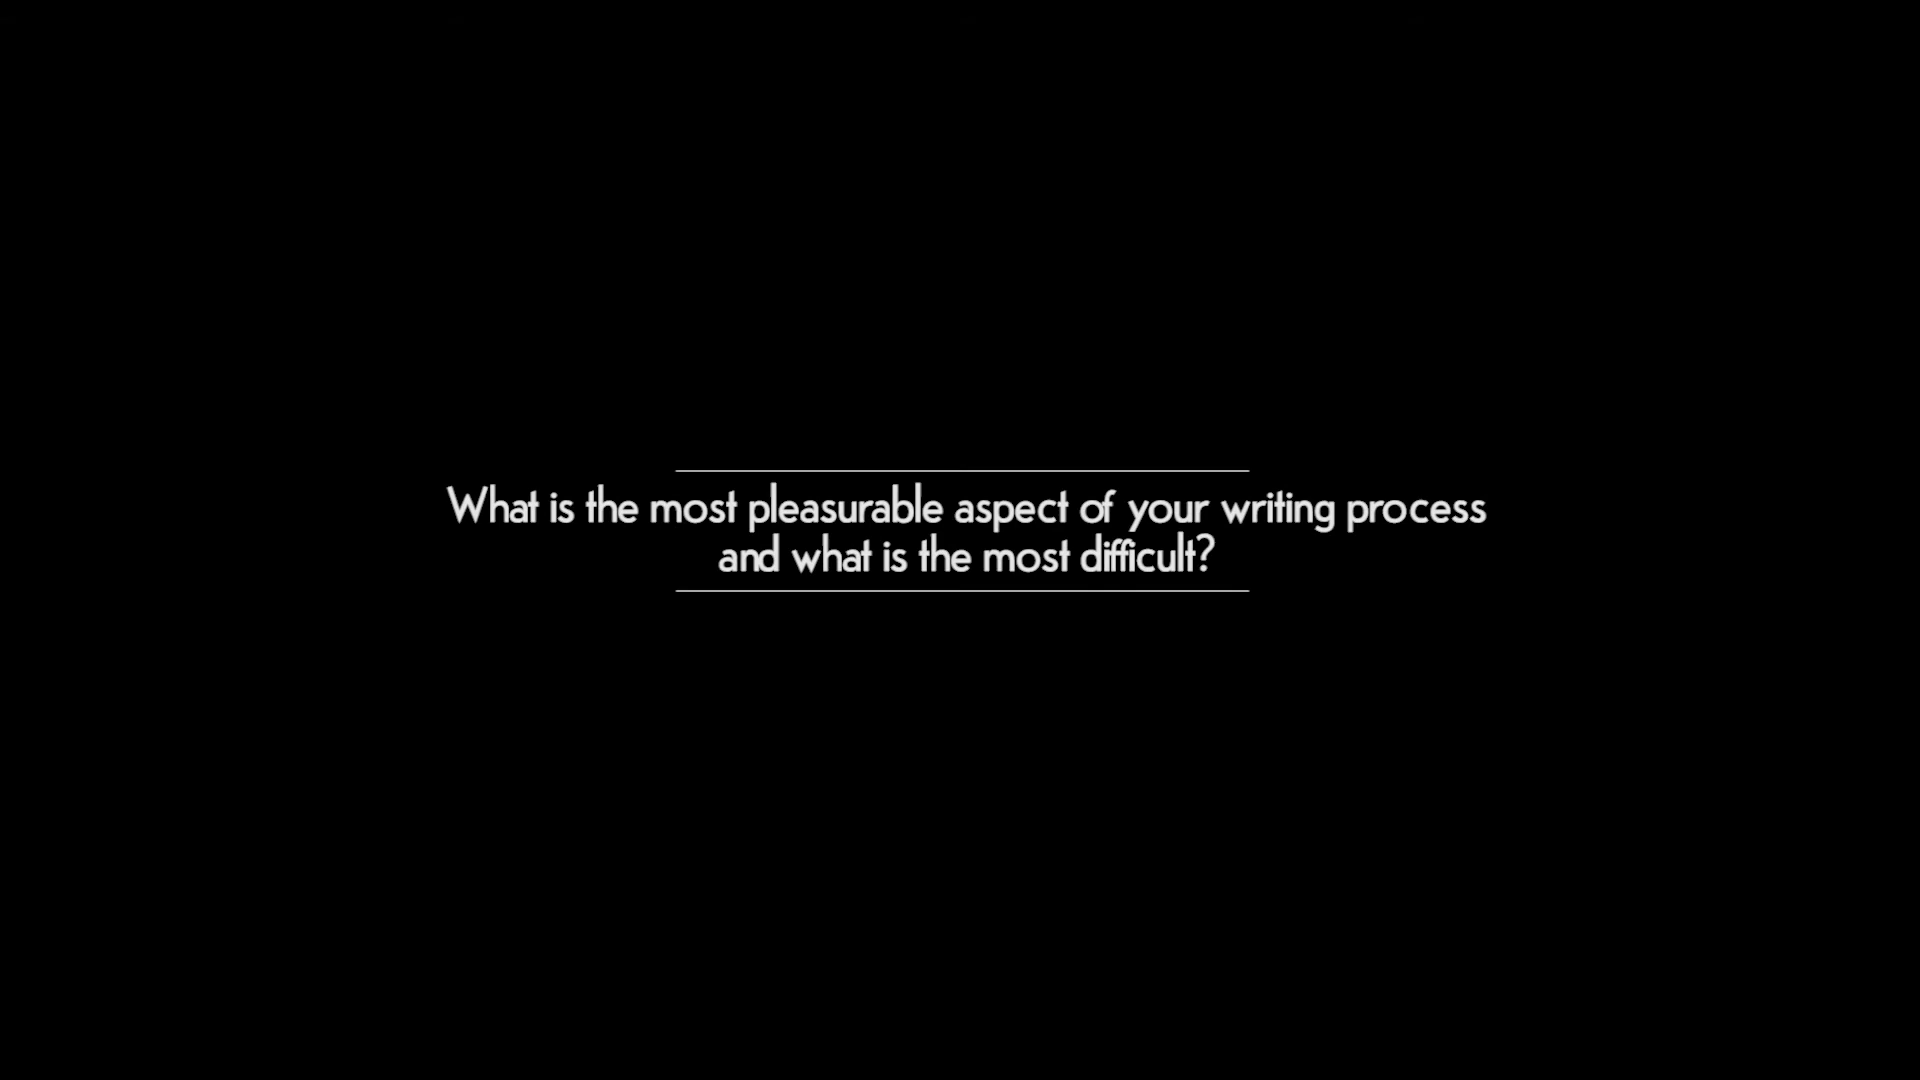 What is the most pleasurable aspect of your writing process
and what is the most difficult?